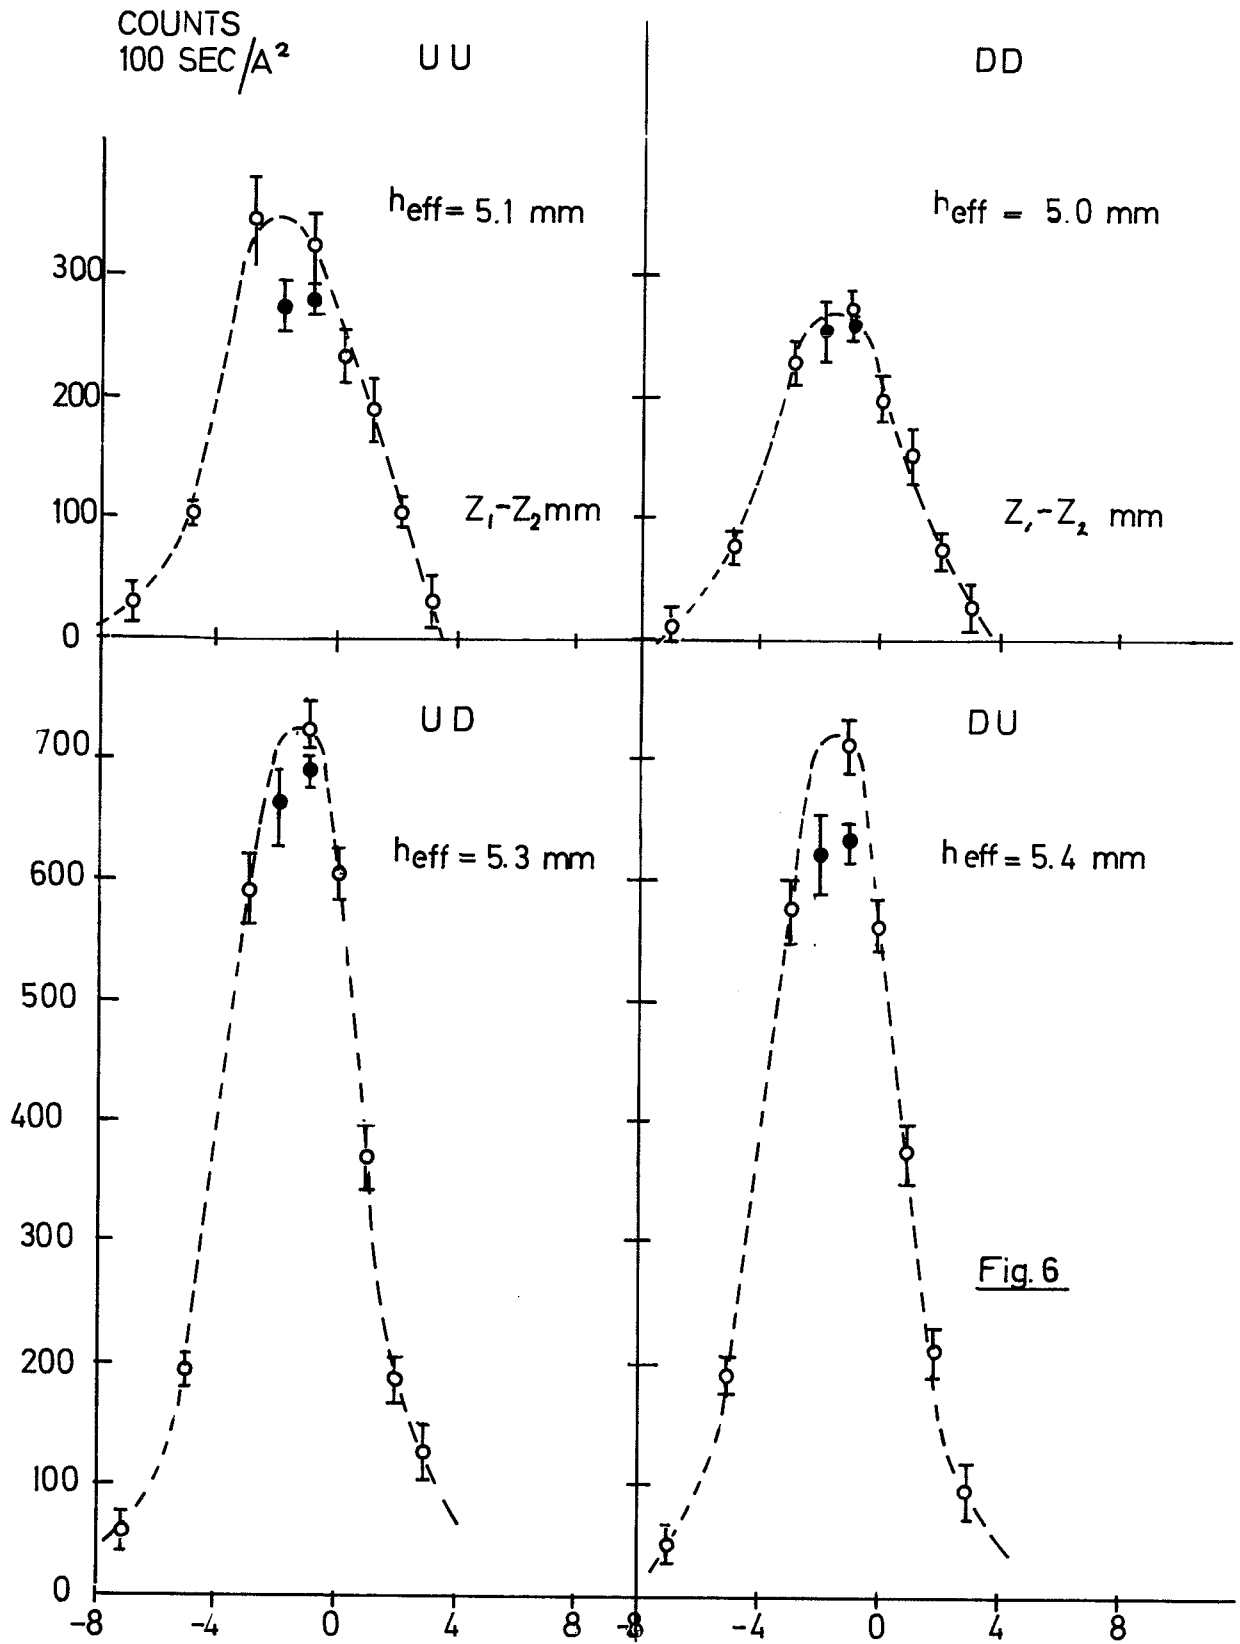 COUNTS
100 SEC/A²
UU
DD
heff = 5.1 mm
heff = 5.0 mm
300
200
100
0
Z₁-Z₂ mm
Z₁-Z₂ mm
UD
DU
heff = 5.3 mm
heff = 5.4 mm
700
600
500
400
300
200
100
0
Fig. 6
-8 -4 0 4 8 -8 -4 0 4 8